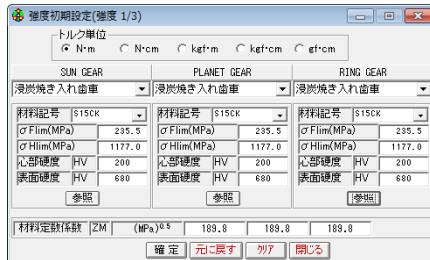 強度初期設定(強度 1/3)
トルク単位
N・m N・cm kgf・m kgf・cm gf・cm
SUN GEAR PLANET GEAR RING GEAR
浸炭焼き入れ歯車 浸炭焼き入れ歯車 浸炭焼き入れ歯車
材料記号 S15CK 材料記号 S15CK 材料記号 S15CK
σFlim(MPa) 235.5 σFlim(MPa) 235.5 σFlim(MPa) 235.5
σHlim(MPa) 1177.0 σHlim(MPa) 1177.0 σHlim(MPa) 1177.0
心部硬度 HV 200 心部硬度 HV 200 心部硬度 HV 200
表面硬度 HV 680 表面硬度 HV 680 表面硬度 HV 680
参照 参照 参照
材料定数係数 ZM (MPa)^0.5 189.8 189.8 189.8
確定 元に戻す クリア 閉じる